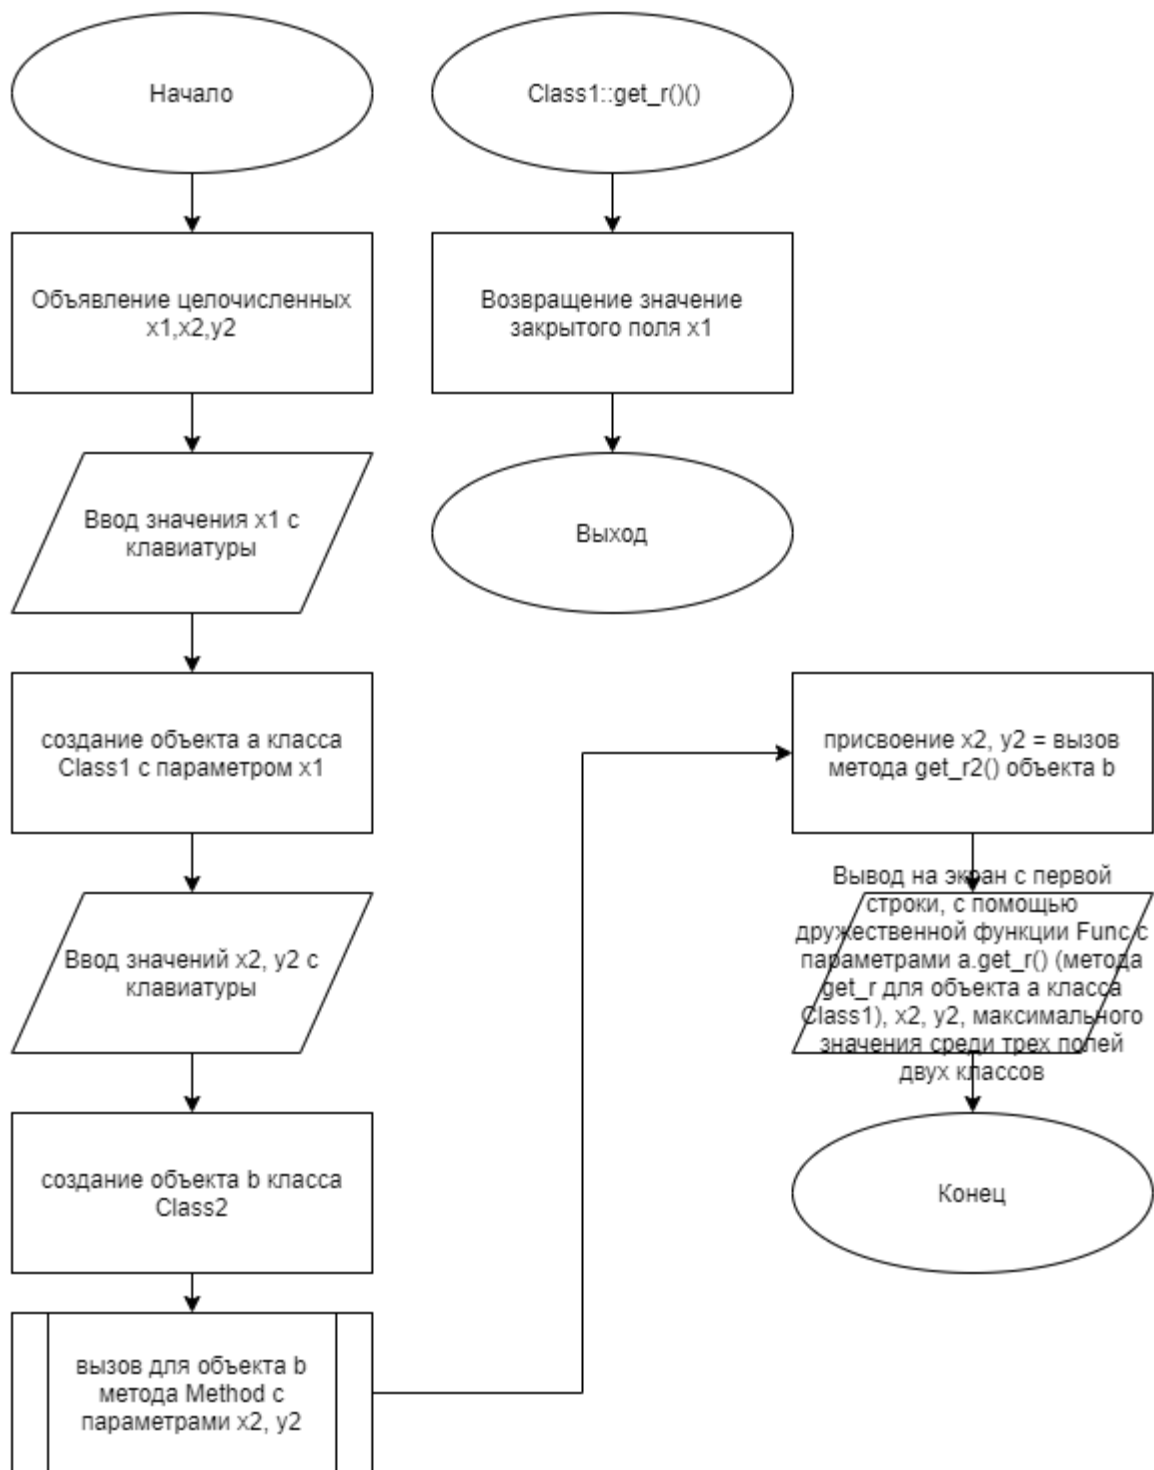 Начало
Объявление целочисленных
x1,x2,y2
Ввод значения x1 с
клавиатуры
создание объекта a класса
Class1 с параметром x1
Ввод значений x2, y2 с
клавиатуры
создание объекта b класса
Class2
вызов для объекта b
метода Method с
параметрами x2, y2
Class1::get_r()()
Возвращение значение
закрытого поля x1
Выход
присвоение x2, y2 = вызов
метода get_r2() объекта b
Вывод на экран с первой
строки, с помощью
дружественной функции Func с
параметрами a.get_r() (метода
get_r для объекта a класса
Class1), x2, y2, максимального
значения среди трех полей
двух классов
Конец